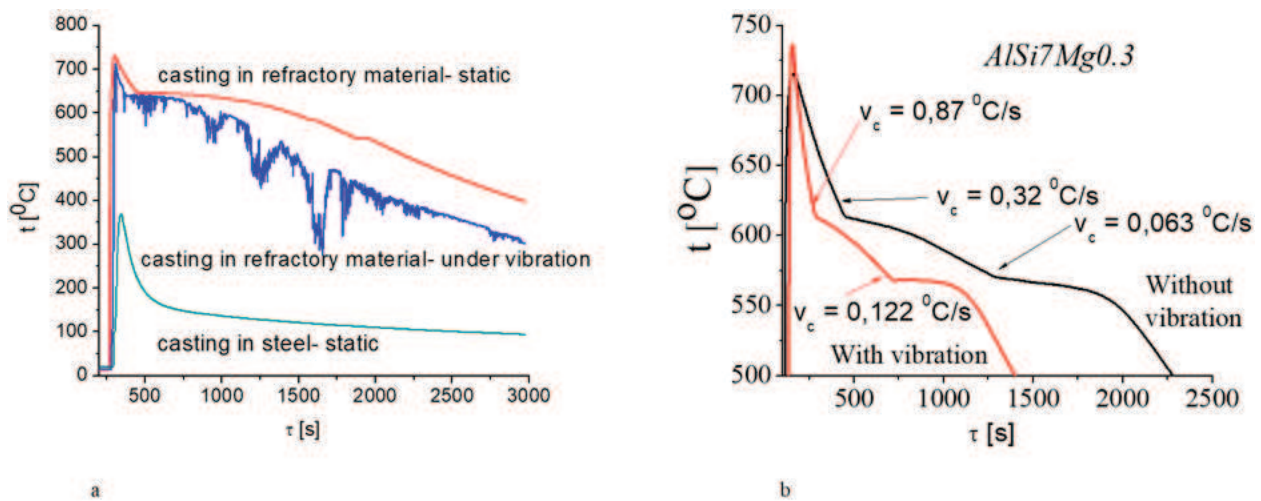 800
700
600
500
400
300
200
100
0
t [⁰C]
casting in refractory material- static
casting in refractory material- under vibration
casting in steel- static
500
1000
1500
2000
2500
3000
τ [s]
a
750
700
650
600
550
500
t [⁰C]
AlSi7Mg0.3
v_c = 0,87 ⁰C/s
v_c = 0,32 ⁰C/s
v_c = 0,063 ⁰C/s
v_c = 0,122 ⁰C/s
With vibration
Without
vibration
500
1000
1500
2000
2500
τ [s]
b